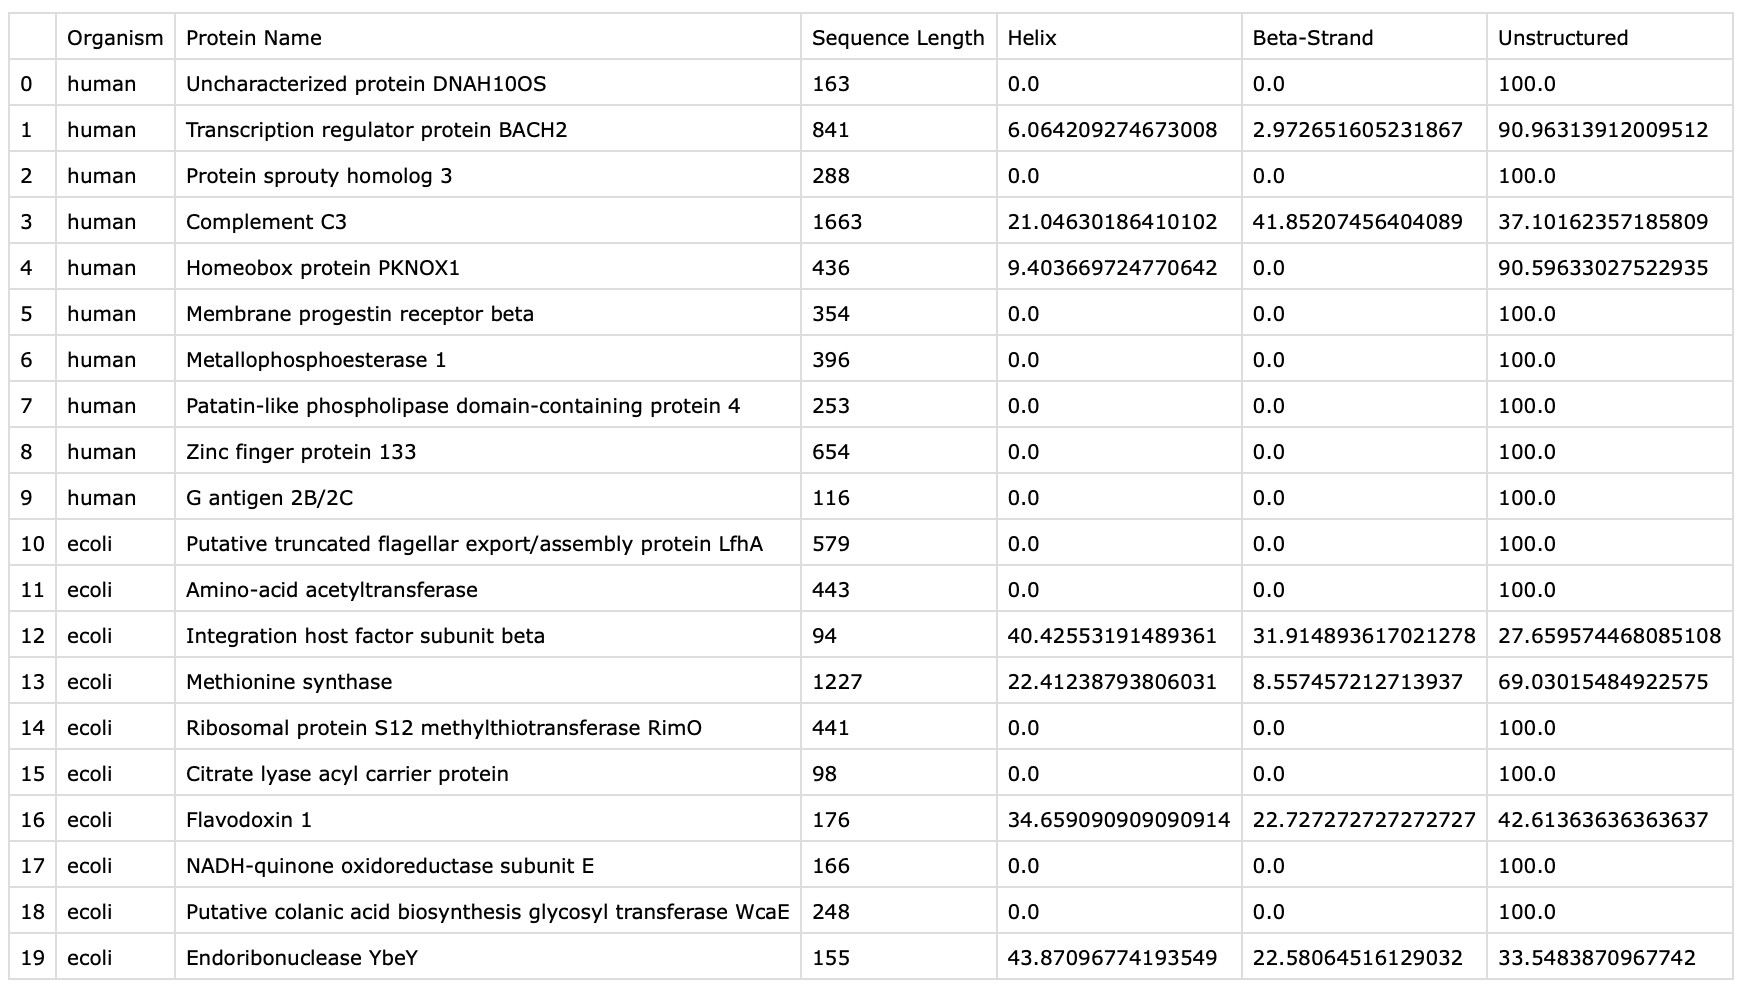 Organism Protein Name Sequence Length Helix Beta-Strand Unstructured
0 human Uncharacterized protein DNAH10OS 163 0.0 0.0 100.0
1 human Transcription regulator protein BACH2 841 6.064209274673008 2.972651605231867 90.96313912009512
2 human Protein sprouty homolog 3 288 0.0 0.0 100.0
3 human Complement C3 1663 21.04630186410102 41.85207456404089 37.10162357185809
4 human Homeobox protein PKNOX1 436 9.403669724770642 0.0 90.59633027522935
5 human Membrane progestin receptor beta 354 0.0 0.0 100.0
6 human Metallophosphoesterase 1 396 0.0 0.0 100.0
7 human Patatin-like phospholipase domain-containing protein 4 253 0.0 0.0 100.0
8 human Zinc finger protein 133 654 0.0 0.0 100.0
9 human G antigen 2B/2C 116 0.0 0.0 100.0
10 ecoli Putative truncated flagellar export/assembly protein LfhA 579 0.0 0.0 100.0
11 ecoli Amino-acid acetyltransferase 443 0.0 0.0 100.0
12 ecoli Integration host factor subunit beta 94 40.42553191489361 31.914893617021278 27.659574468085108
13 ecoli Methionine synthase 1227 22.41238793806031 8.557457212713937 69.03015484922575
14 ecoli Ribosomal protein S12 methylthiotransferase RimO 441 0.0 0.0 100.0
15 ecoli Citrate lyase acyl carrier protein 98 0.0 0.0 100.0
16 ecoli Flavodoxin 1 176 34.659090909090914 22.727272727272727 42.61363636363637
17 ecoli NADH-quinone oxidoreductase subunit E 166 0.0 0.0 100.0
18 ecoli Putative colanic acid biosynthesis glycosyl transferase WcaE 248 0.0 0.0 100.0
19 ecoli Endoribonuclease YbeY 155 43.87096774193549 22.58064516129032 33.5483870967742